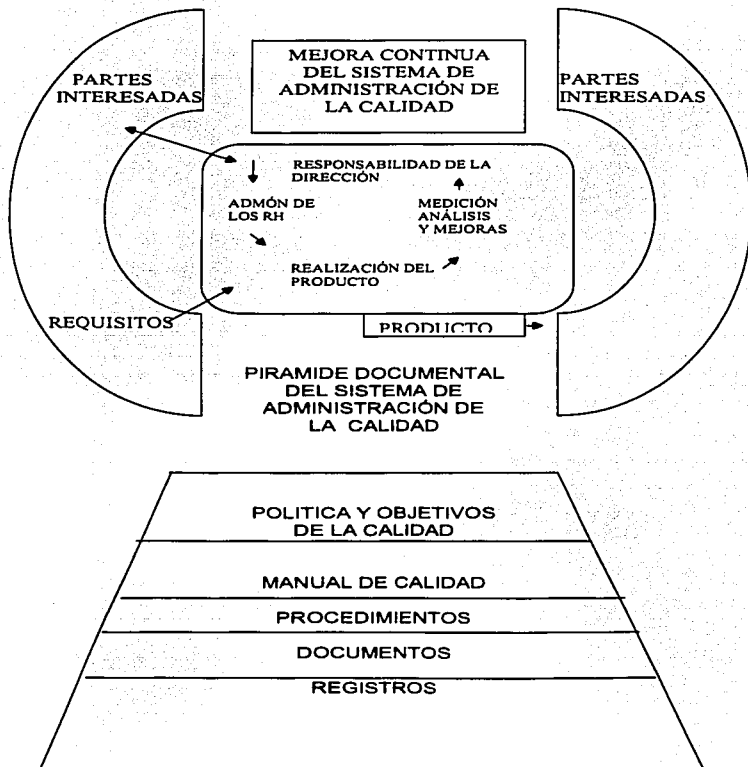 MEJORA CONTINUA
DEL SISTEMA DE
ADMINISTRACIÓN DE
LA CALIDAD
PARTES
INTERESADAS
PARTES
INTERESADAS
RESPONSABILIDAD DE LA
DIRECCIÓN
ADMÓN DE
LOS RH
MEDICIÓN
ANÁLISIS
Y MEJORAS
REALIZACIÓN DEL
PRODUCTO
REQUISITOS
PRODUCTO
PIRAMIDE DOCUMENTAL
DEL SISTEMA DE
ADMINISTRACIÓN DE
LA CALIDAD
POLITICA Y OBJETIVOS
DE LA CALIDAD
MANUAL DE CALIDAD
PROCEDIMIENTOS
DOCUMENTOS
REGISTROS